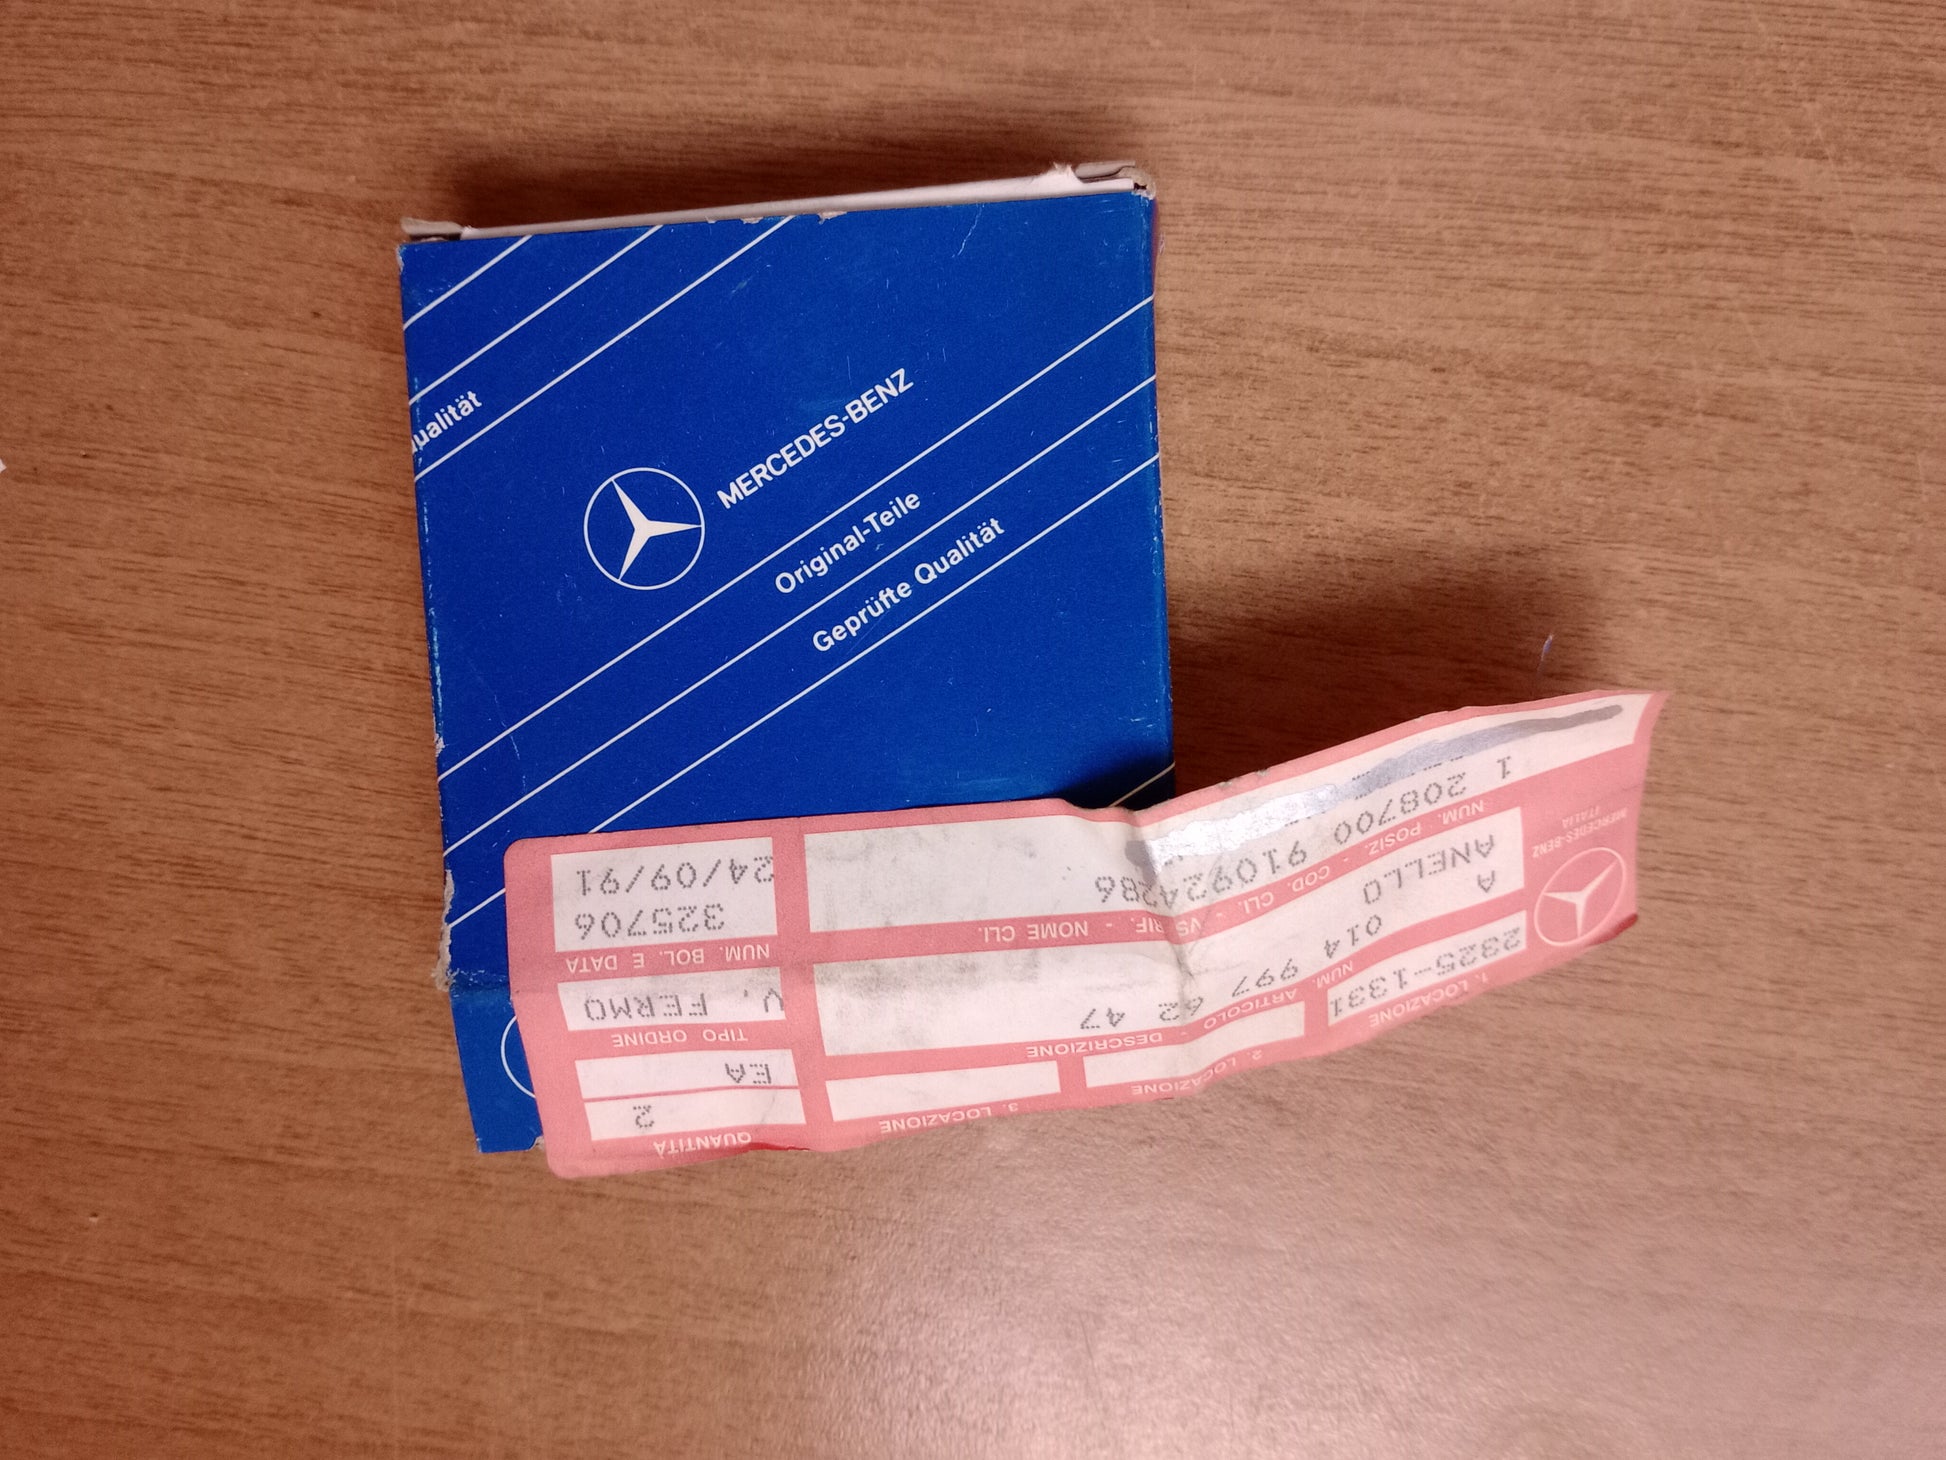 ualität
MERCEDES-BENZ
Original-Teile
Geprüfte Qualität
MERCEDES-BENZ
ITALIA
1. LOCAZIONE
2325-1331
2. LOCAZIONE
3. LOCAZIONE
QUANTITÀ
2
EA
NUM. ARTICOLO - DESCRIZIONE
A 014 997 62 47
ANELLO
TIPO ORDINE
V. FERMO
NUM. POSIZ. - COD. CLI. - VS RIF. - NOME CLI.
1 208700 910924286
NUM. BOL. E DATA
325706
24/09/91